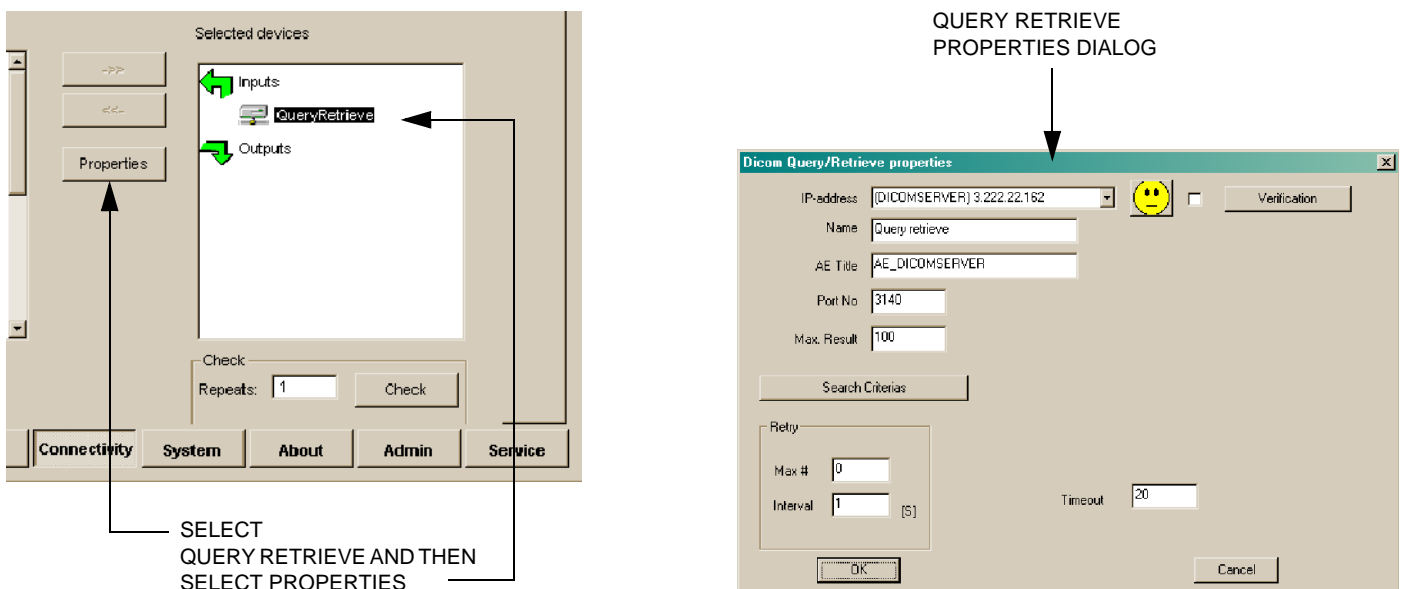 Selected devices
->>
Inputs
<<-
QueryRetrieve
Outputs
Properties
Check
Repeats: 1 Check
Connectivity System About Admin Service
SELECT
QUERY RETRIEVE AND THEN
SELECT PROPERTIES
QUERY RETRIEVE
PROPERTIES DIALOG
Dicom Query/Retrieve properties
IP-address (DICOMSERVER) 3.222.22.162 Verification
Name Query retrieve
AE Title AE_DICOMSERVER
Port No 3140
Max. Result 100
Search Criterias
Retry
Max # 0
Interval 1 [S]
Timeout 20
OK Cancel